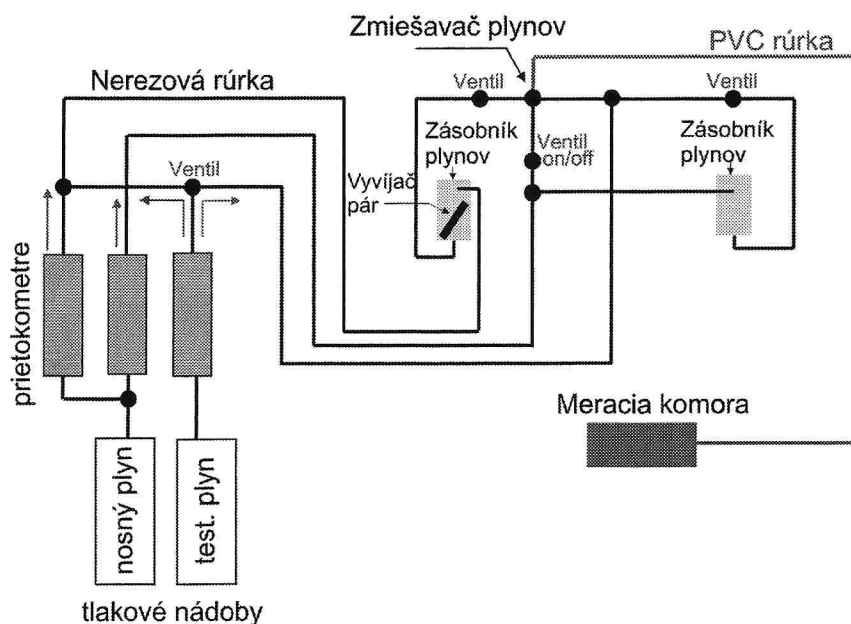 Zmiešavač plynov
PVC rúrka
Nerezová rúrka
Ventil
Ventil
Zásobník
plynov
Ventil
on/off
Zásobník
plynov
Ventil
Vyvíjač
pár
prietokometre
Meracia komora
nosný plyn
test. plyn
tlakové nádoby